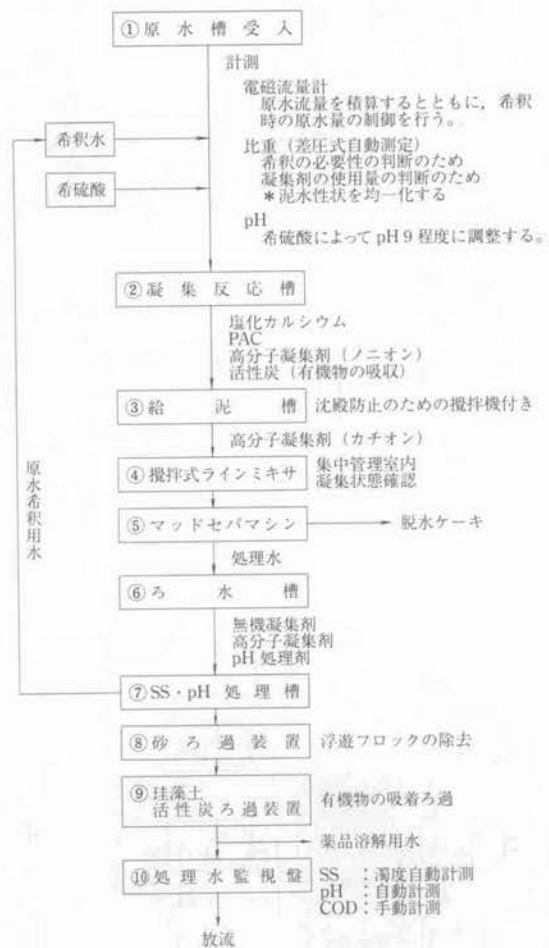 ①原水槽受入
計測
電磁流量計
原水流量を積算するとともに，希釈
時の原水量の制御を行う。
希釈水
比重（差圧式自動測定）
希釈の必要性の判断のため
凝集剤の使用量の判断のため
＊泥水性状を均一化する
希硫酸
pH
希硫酸によってpH9程度に調整する。
②凝集反応槽
塩化カルシウム
PAC
高分子凝集剤（ノニオン）
活性炭（有機物の吸収）
③給泥槽
沈殿防止のための攪拌機付き
高分子凝集剤（カチオン）
④攪拌式ラインミキサ
集中管理室内
凝集状態確認
⑤マッドセパマシン
脱水ケーキ
処理水
原水希釈用水
⑥ろ水槽
無機凝集剤
高分子凝集剤
pH処理剤
⑦SS・pH処理槽
⑧砂ろ過装置
浮遊フロックの除去
⑨珪藻土
活性炭ろ過装置
有機物の吸着ろ過
薬品溶解用水
⑩処理水監視盤
SS：濁度自動計測
pH：自動計測
COD：手動計測
放流